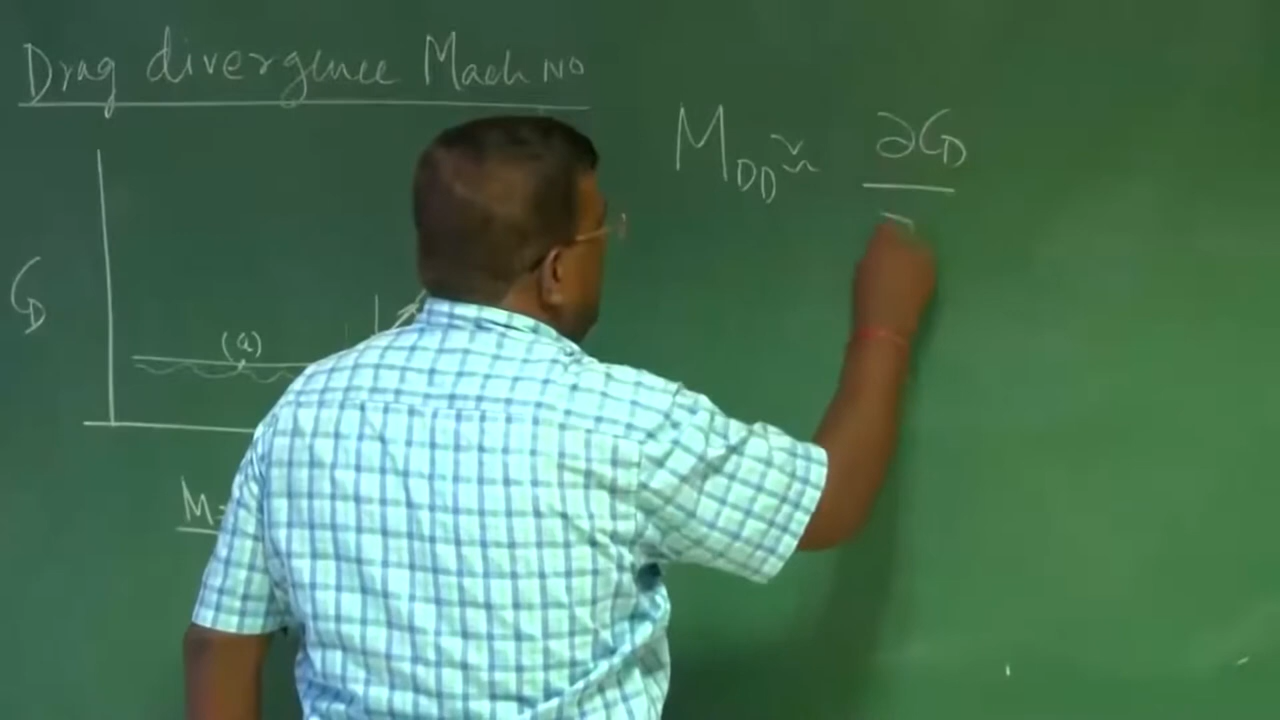 Drag divergence Mach NO
M_DD ≈ ∂C_D
C_D
(a)
M=